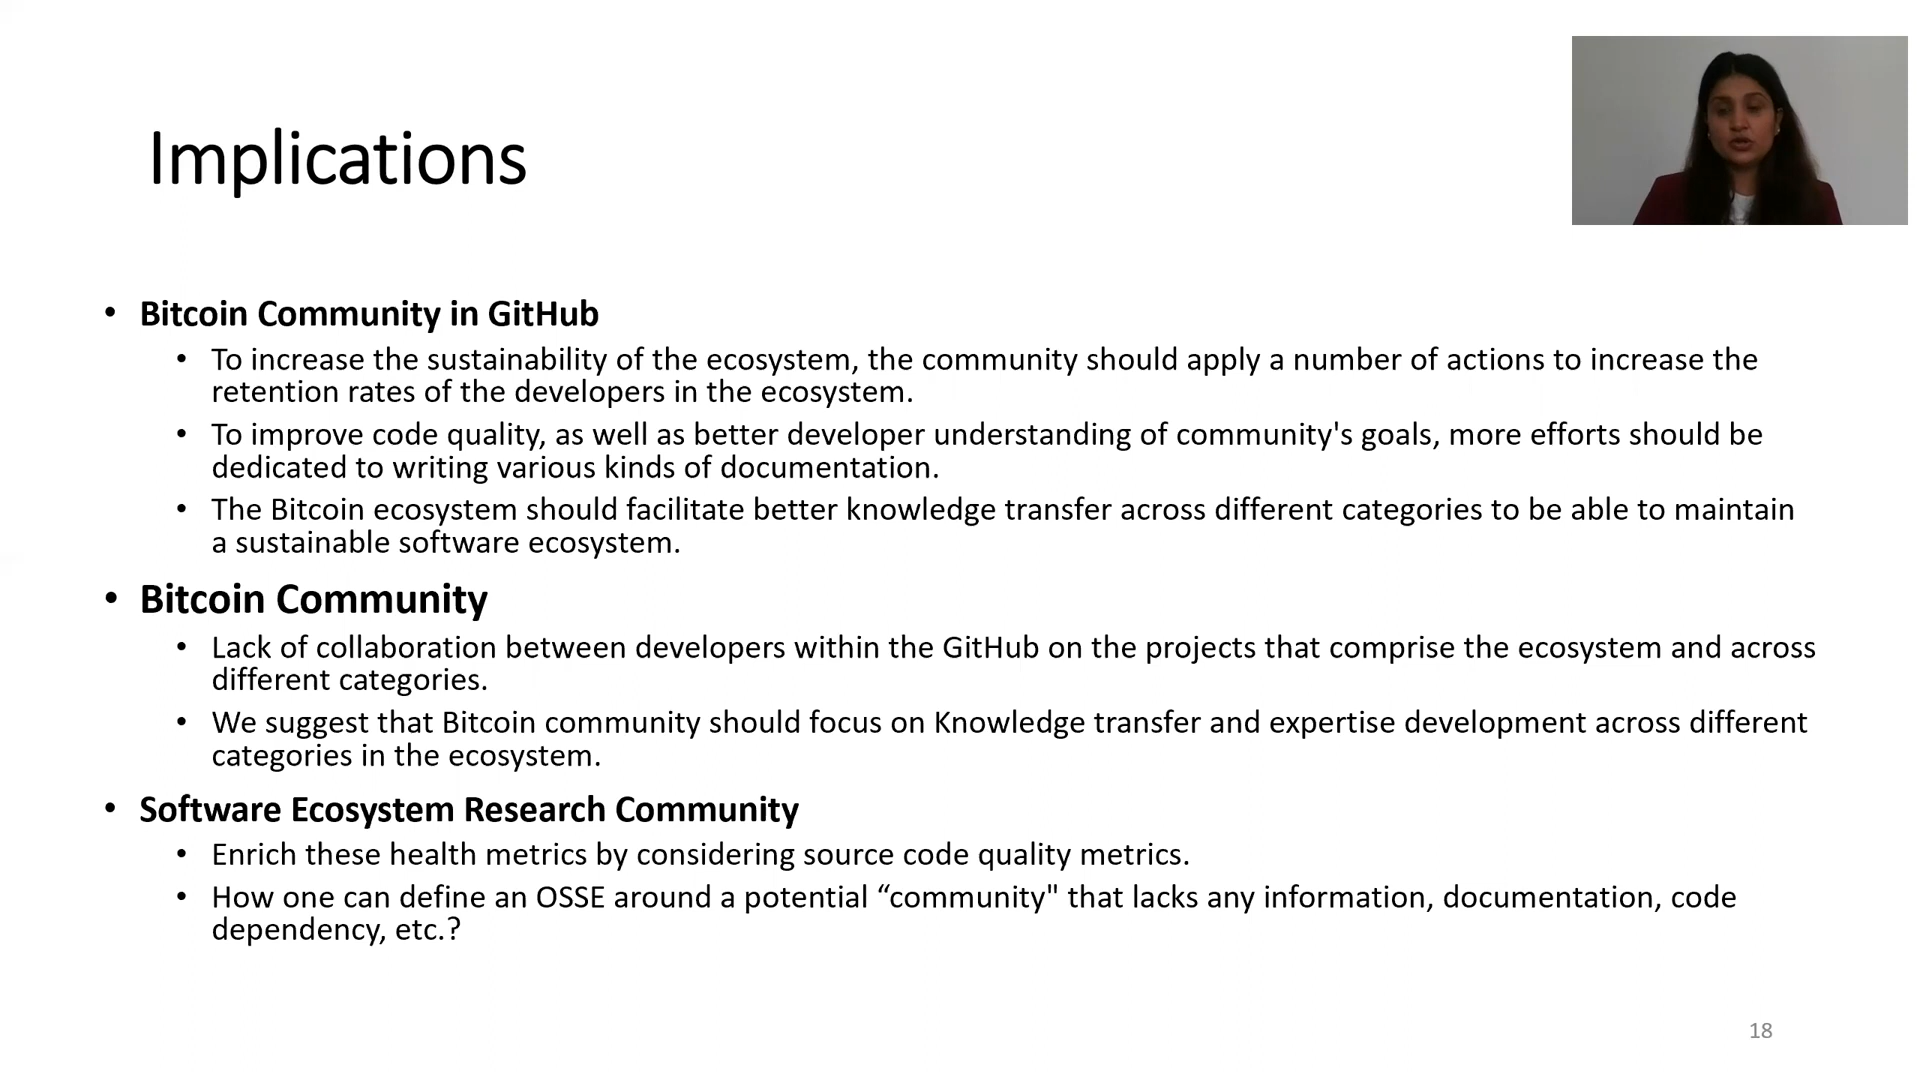 Implications
• Bitcoin Community in GitHub
• To increase the sustainability of the ecosystem, the community should apply a number of actions to increase the
retention rates of the developers in the ecosystem.
• To improve code quality, as well as better developer understanding of community's goals, more efforts should be
dedicated to writing various kinds of documentation.
• The Bitcoin ecosystem should facilitate better knowledge transfer across different categories to be able to maintain
a sustainable software ecosystem.
• Bitcoin Community
• Lack of collaboration between developers within the GitHub on the projects that comprise the ecosystem and across
different categories.
• We suggest that Bitcoin community should focus on Knowledge transfer and expertise development across different
categories in the ecosystem.
• Software Ecosystem Research Community
• Enrich these health metrics by considering source code quality metrics.
• How one can define an OSSE around a potential “community" that lacks any information, documentation, code
dependency, etc.?
18